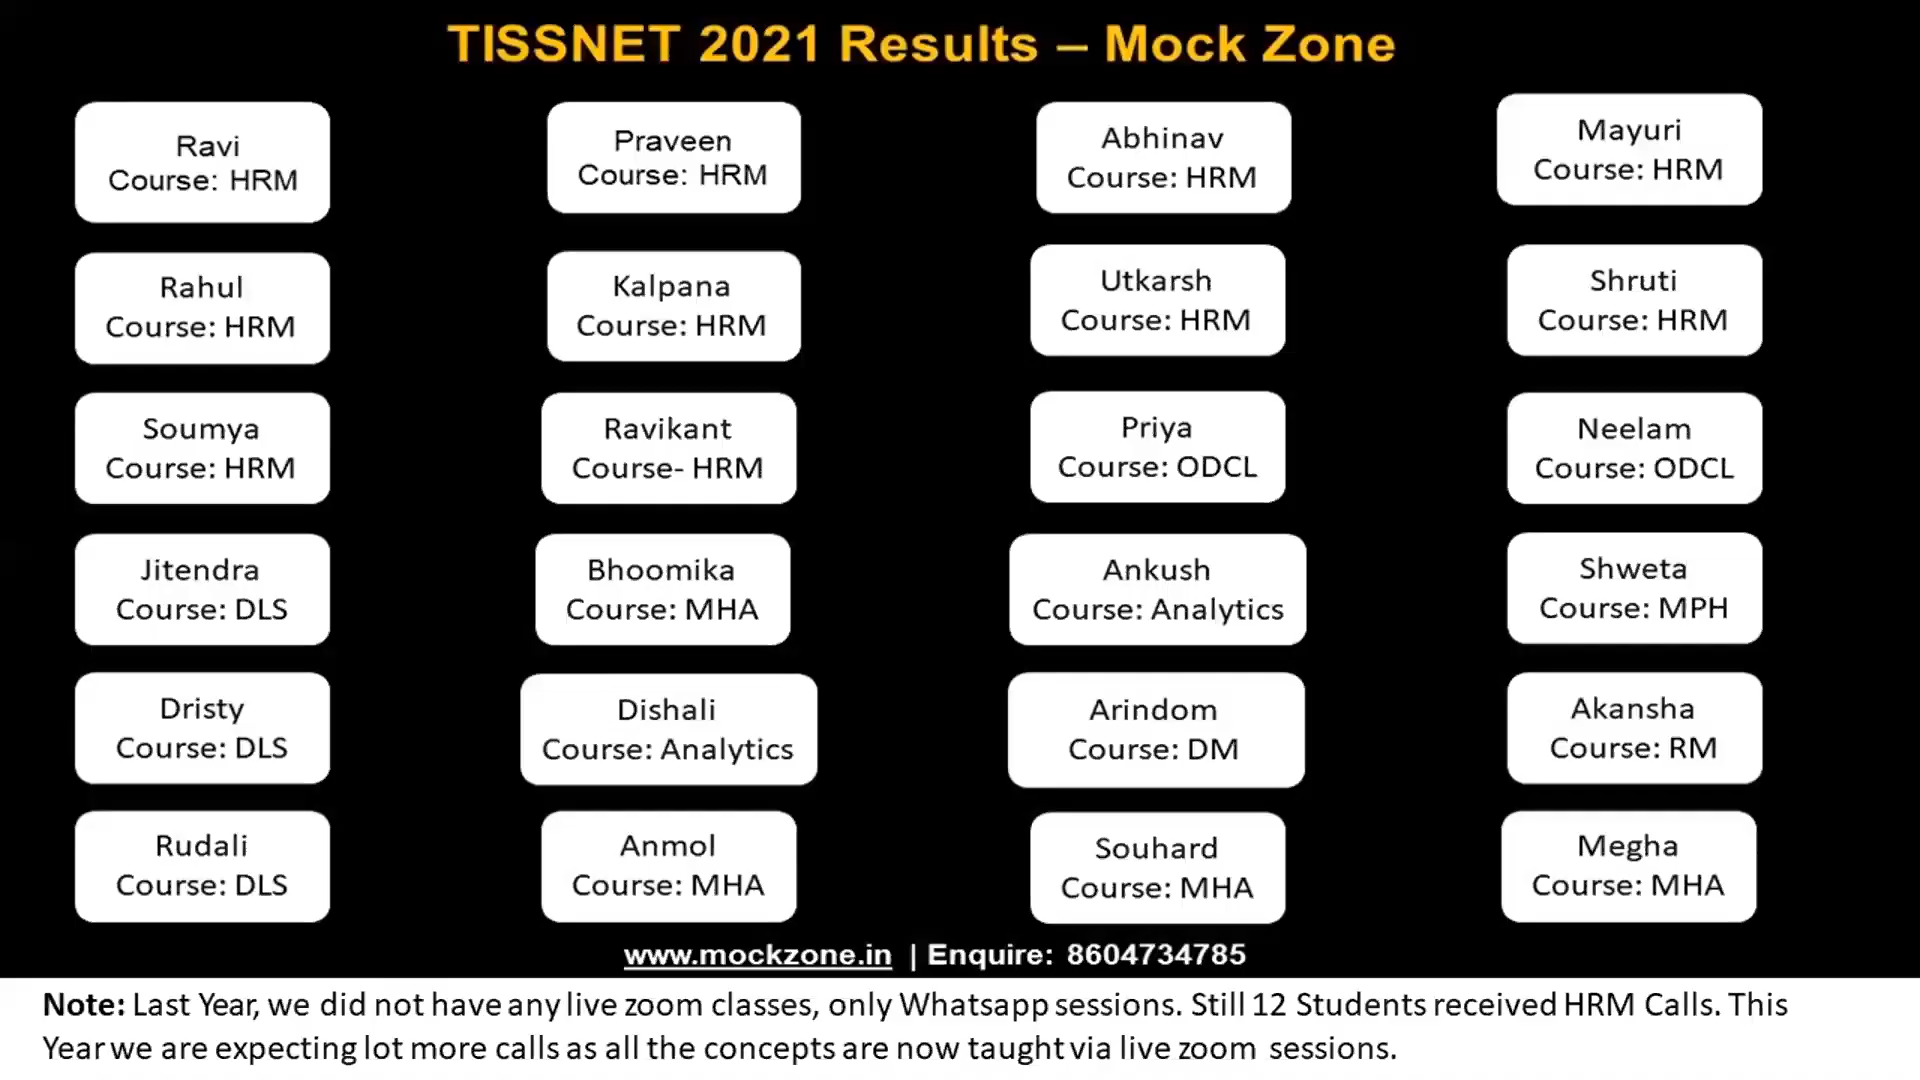 TISSNET 2021 Results – Mock Zone
Ravi
Course: HRM
Praveen
Course: HRM
Abhinav
Course: HRM
Mayuri
Course: HRM
Rahul
Course: HRM
Kalpana
Course: HRM
Utkarsh
Course: HRM
Shruti
Course: HRM
Soumya
Course: HRM
Ravikant
Course- HRM
Priya
Course: ODCL
Neelam
Course: ODCL
Jitendra
Course: DLS
Bhoomika
Course: MHA
Ankush
Course: Analytics
Shweta
Course: MPH
Dristy
Course: DLS
Dishali
Course: Analytics
Arindom
Course: DM
Akansha
Course: RM
Rudali
Course: DLS
Anmol
Course: MHA
Souhard
Course: MHA
Megha
Course: MHA
www.mockzone.in | Enquire: 8604734785
Note: Last Year, we did not have any live zoom classes, only Whatsapp sessions. Still 12 Students received HRM Calls. This
Year we are expecting lot more calls as all the concepts are now taught via live zoom sessions.